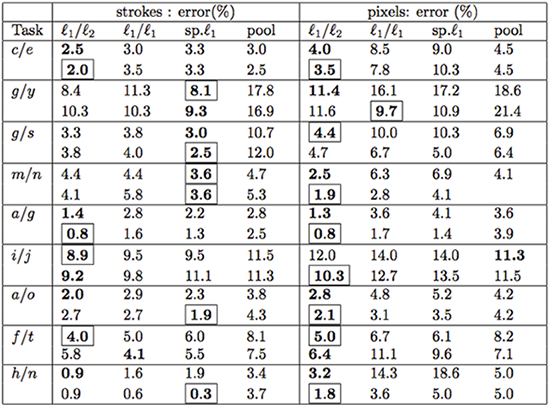 strokes : error(%) pixels: error (%)
Task ℓ₁/ℓ₂ ℓ₁/ℓ₁ sp.ℓ₁ pool ℓ₁/ℓ₂ ℓ₁/ℓ₁ sp.ℓ₁ pool
c/e 2.5 3.0 3.3 3.0 4.0 8.5 9.0 4.5
2.0 3.5 3.3 2.5 3.5 7.8 10.3 4.5
g/y 8.4 11.3 8.1 17.8 11.4 16.1 17.2 18.6
10.3 10.3 9.3 16.9 11.6 9.7 10.9 21.4
g/s 3.3 3.8 3.0 10.7 4.4 10.0 10.3 6.9
3.8 4.0 2.5 12.0 4.7 6.7 5.0 6.4
m/n 4.4 4.4 3.6 4.7 2.5 6.3 6.9 4.1
4.1 5.8 3.6 5.3 1.9 2.8 4.1
a/g 1.4 2.8 2.2 2.8 1.3 3.6 4.1 3.6
0.8 1.6 1.3 2.5 0.8 1.7 1.4 3.9
i/j 8.9 9.5 9.5 11.5 12.0 14.0 14.0 11.3
9.2 9.8 11.1 11.3 10.3 12.7 13.5 11.5
a/o 2.0 2.9 2.3 3.8 2.8 4.8 5.2 4.2
2.7 2.7 1.9 4.3 2.1 3.1 3.5 4.2
f/t 4.0 5.0 6.0 8.1 5.0 6.7 6.1 8.2
5.8 4.1 5.5 7.5 6.4 11.1 9.6 7.1
h/n 0.9 1.6 1.9 3.4 3.2 14.3 18.6 5.0
0.9 0.6 0.3 3.7 1.8 3.6 5.0 5.0